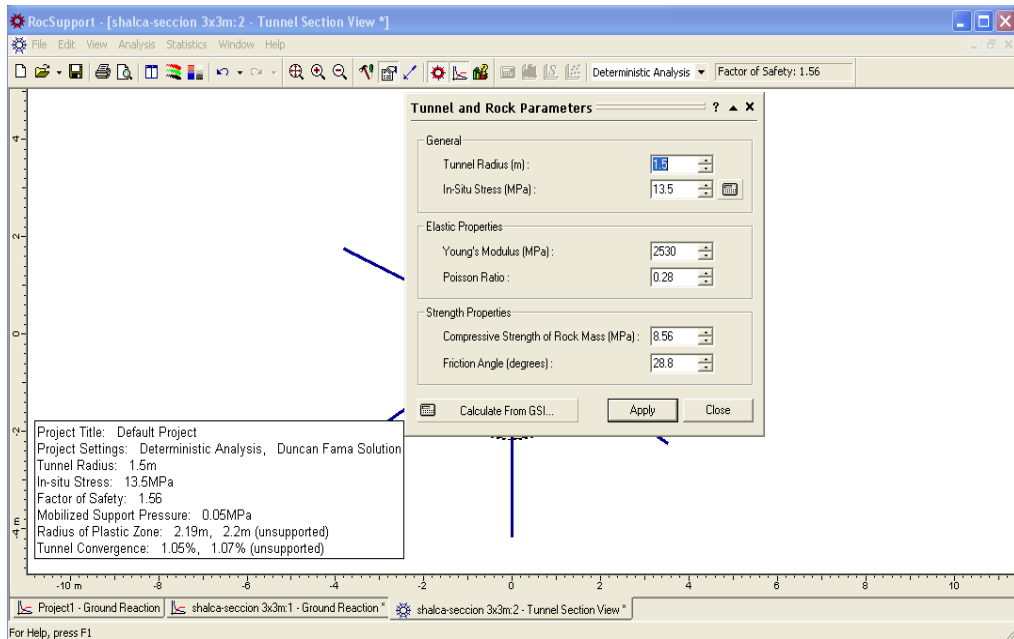 RocSupport - [shalca-seccion 3x3m:2 - Tunnel Section View *]
File Edit View Analysis Statistics Window Help
Deterministic Analysis Factor of Safety: 1.56
Tunnel and Rock Parameters
General
Tunnel Radius (m) : 1.5
In-Situ Stress (MPa) : 13.5
Elastic Properties
Young's Modulus (MPa) : 2530
Poisson Ratio : 0.28
Strength Properties
Compressive Strength of Rock Mass (MPa) : 8.56
Friction Angle (degrees) : 28.8
Calculate From GSI... Apply Close
4
2
0
-2
-4 m
Project Title: Default Project
Project Settings: Deterministic Analysis, Duncan Fama Solution
Tunnel Radius: 1.5m
In-situ Stress: 13.5MPa
Factor of Safety: 1.56
Mobilized Support Pressure: 0.05MPa
Radius of Plastic Zone: 2.19m, 2.2m (unsupported)
Tunnel Convergence: 1.05%, 1.07% (unsupported)
-10 m -8 -6 -4 -2 0 2 4 6 8 10
Project1 - Ground Reaction shalca-seccion 3x3m:1 - Ground Reaction * shalca-seccion 3x3m:2 - Tunnel Section View *
For Help, press F1